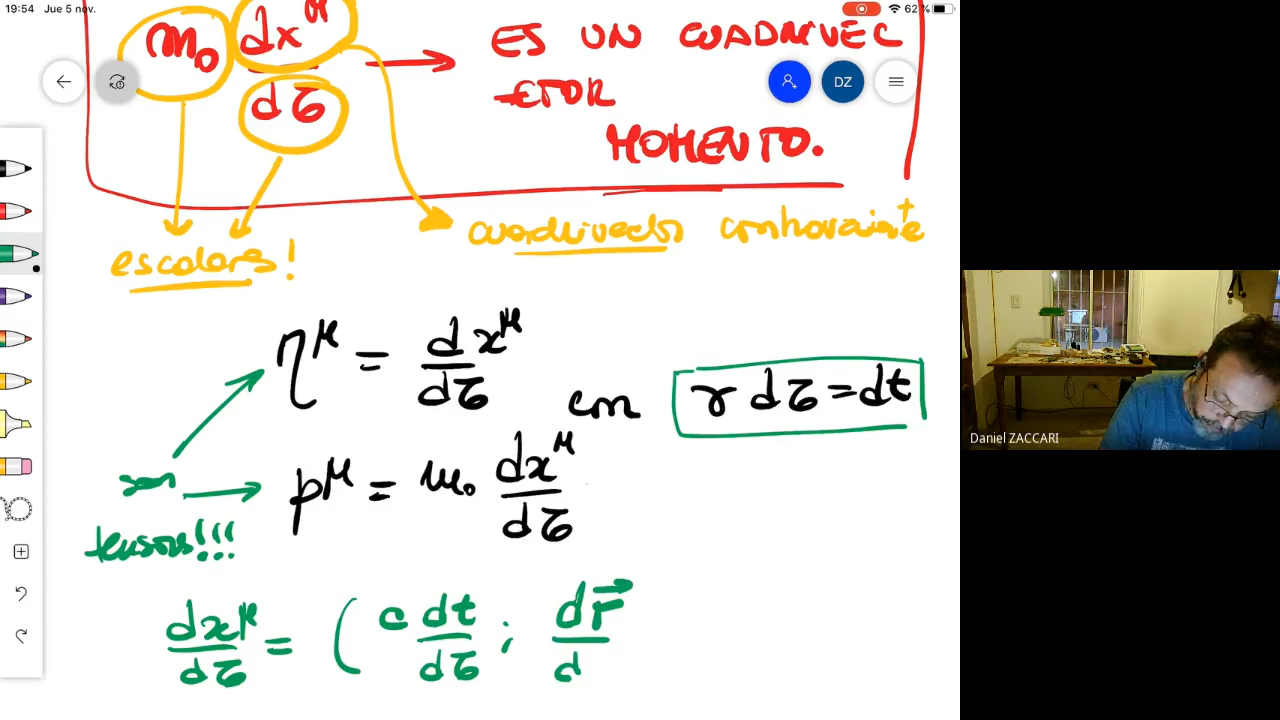 19:54 Jue 5 nov.
62 %
m₀ dx^μ / dτ → ES UN CUADRIVEC
-CTOR
MOMENTO.
DZ
escalares!
cuadrivector contravariante
η^μ = dx^μ / dτ
con γ dτ = dt
p^μ = m₀ dx^μ / dτ
son
tensores!!!
dx^μ / dτ = ( c dt / dτ ; dr⃗ / d
Daniel ZACCARI